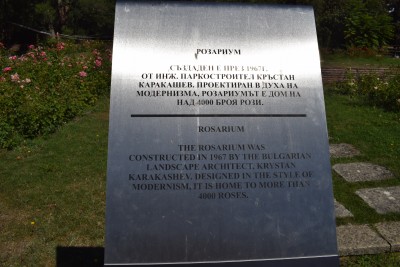 РОЗАРИУМ
СЪЗДАДЕН Е ПРЕЗ 1967Г.
ОТ ИНЖ. ПАРКОСТРОИТЕЛ КРЪСТАН
КАРАКАШЕВ. ПРОЕКТИРАН В ДУХА НА
МОДЕРНИЗМА, РОЗАРИУМЪТ Е ДОМ НА
НАД 4000 БРОЯ РОЗИ.
ROSARIUM
THE ROSARIUM WAS
CONSTRUCTED IN 1967 BY THE BULGARIAN
LANDSCAPE ARCHITECT, KRYSTAN
KARAKASHEV. DESIGNED IN THE STYLE OF
MODERNISM, IT IS HOME TO MORE THAN
4000 ROSES.